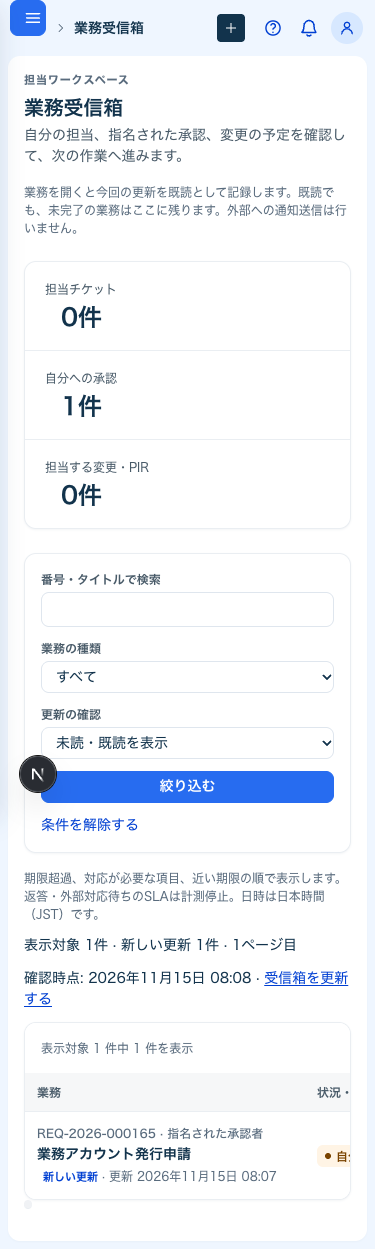 業務受信箱
担当ワークスペース
業務受信箱
自分の担当、指名された承認、変更の予定を確認し
て、次の作業へ進みます。
業務を開くと今回の更新を既読として記録します。既読で
も、未完了の業務はここに残ります。外部への通知送信は行
いません。
担当チケット
0件
自分への承認
1件
担当する変更・PIR
0件
番号・タイトルで検索
業務の種類
すべて
更新の確認
未読・既読を表示
N
絞り込む
条件を解除する
期限超過、対応が必要な項目、近い期限の順で表示します。
返答・外部対応待ちのSLAは計測停止。日時は日本時間
（JST）です。
表示対象 1件 · 新しい更新 1件 · 1ページ目
確認時点: 2026年11月15日 08:08 · 受信箱を更新
する
表示対象 1 件中 1 件を表示
業務 状況・
REQ-2026-000165 · 指名された承認者
業務アカウント発行申請 自
新しい更新 · 更新 2026年11月15日 08:07